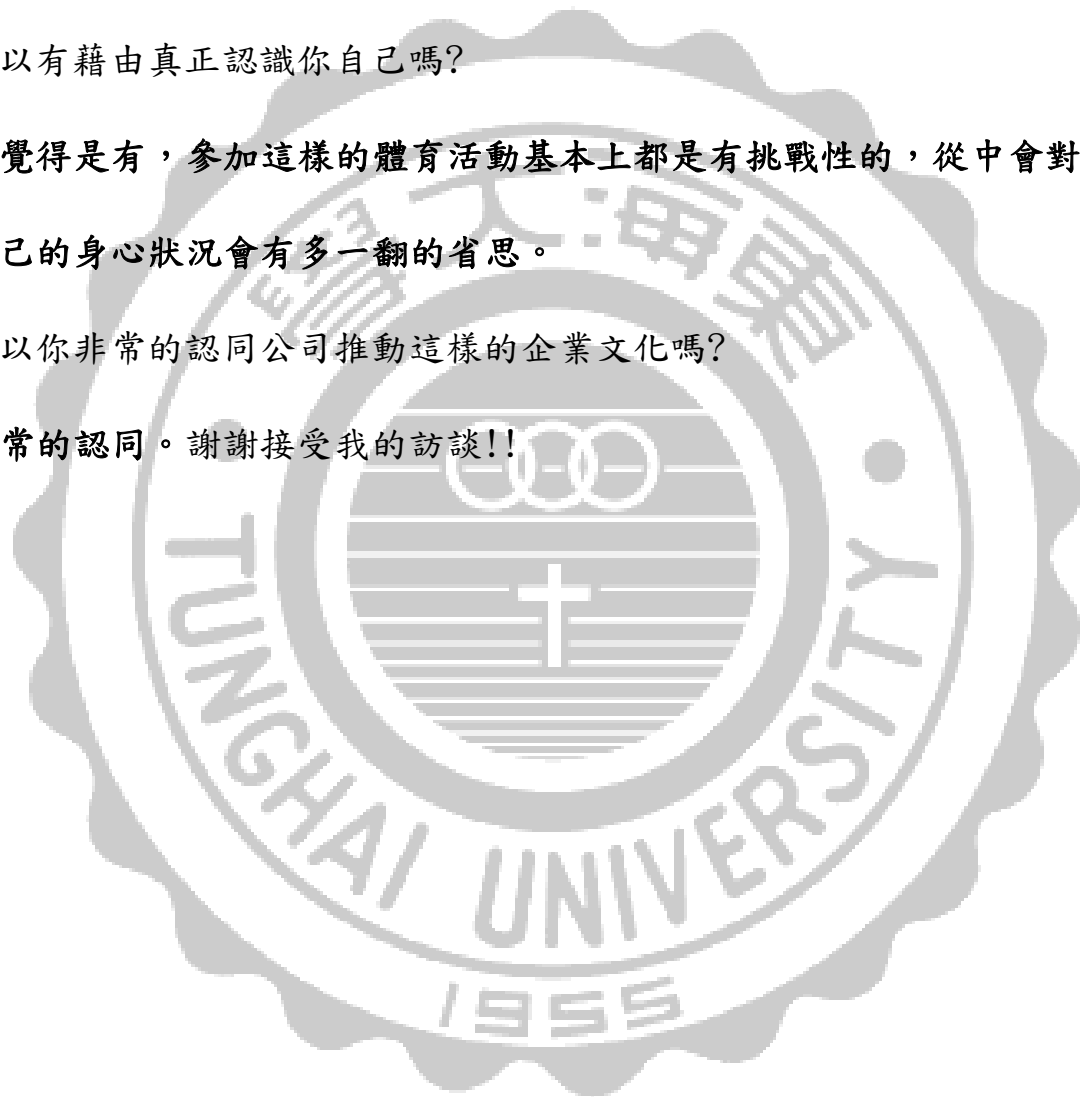 以有藉由真正認識你自己嗎?
覺得是有，參加這樣的體育活動基本上都是有挑戰性的，從中會對
己的身心狀況會有多一翻的省思。
以你非常的認同公司推動這樣的企業文化嗎?
常的認同。謝謝接受我的訪談!!
學大海東
TUNGHAI UNIVERSITY
1955